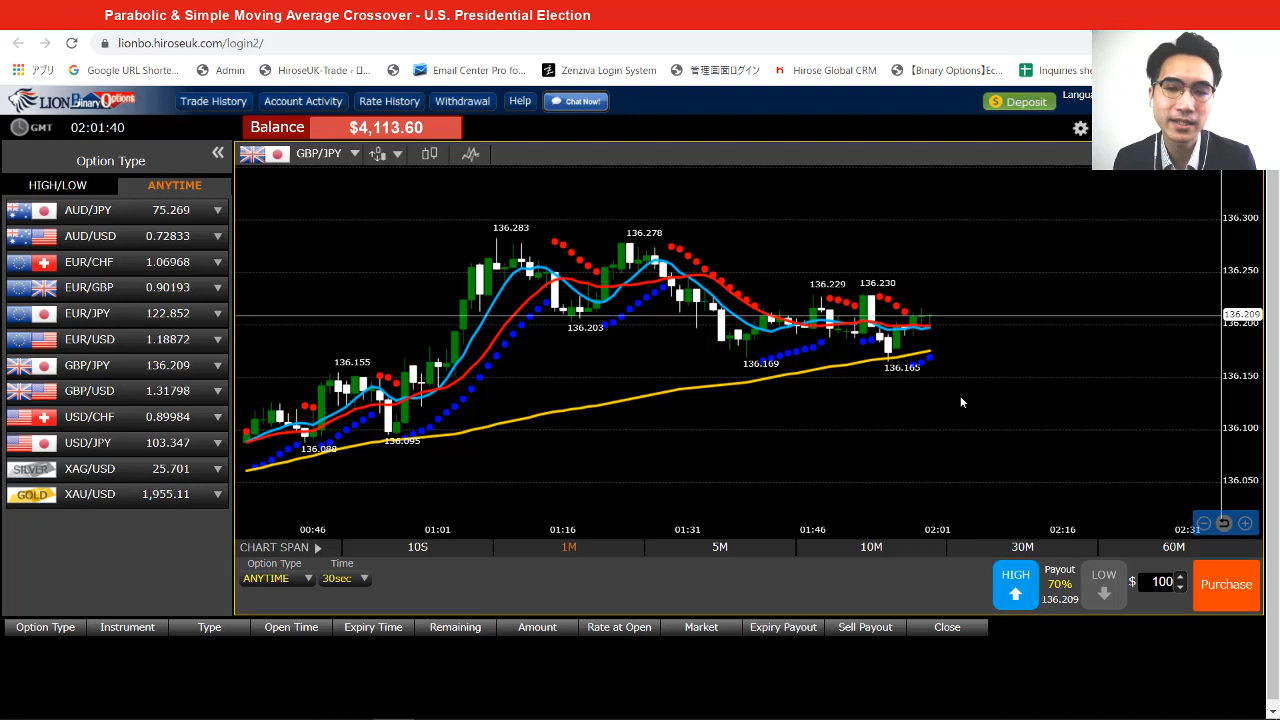 Parabolic & Simple Moving Average Crossover - U.S. Presidential Election
lionbo.hiroseuk.com/login2/
アプリ Google URL Shorte... Admin HiroseUK-Trade ‹ ロ... Email Center Pro fo... Zenziva Login System 管理画面ログイン Hirose Global CRM 【Binary Options】Ec... Inquiries she
LION Binary Options Trade History Account Activity Rate History Withdrawal Help Chat Now! $ Deposit Langua
GMT 02:01:40 Balance $4,113.60
Option Type « GBP/JPY
HIGH/LOW ANYTIME
AUD/JPY 75.269
AUD/USD 0.72833
EUR/CHF 1.06968
EUR/GBP 0.90193
EUR/JPY 122.852
EUR/USD 1.18872
GBP/JPY 136.209
GBP/USD 1.31798
USD/CHF 0.89984
USD/JPY 103.347
SILVER XAG/USD 25.701
GOLD XAU/USD 1,955.11
136.283 136.278
136.229 136.230
136.203
136.155
136.169 136.165
136.088 136.095
136.300
136.250
136.209
136.200
136.150
136.100
136.050
00:46 01:01 01:16 01:31 01:46 02:01 02:16 02:31
CHART SPAN 10S 1M 5M 10M 30M 60M
Option Type Time
ANYTIME 30sec
HIGH Payout LOW
70% $ 100 Purchase
136.209
Option Type Instrument Type Open Time Expiry Time Remaining Amount Rate at Open Market Expiry Payout Sell Payout Close